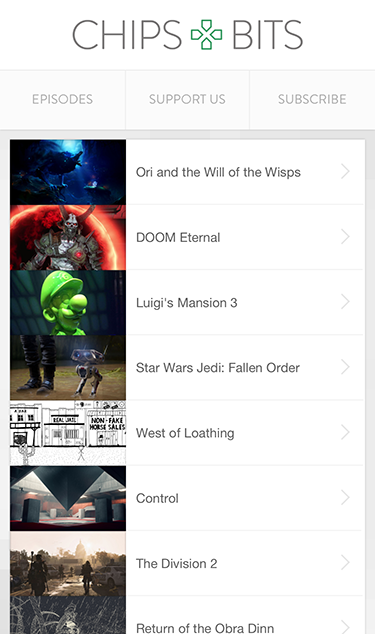 CHIPS BITS
EPISODES
SUPPORT US
SUBSCRIBE
Ori and the Will of the Wisps
DOOM Eternal
Luigi's Mansion 3
Star Wars Jedi: Fallen Order
REAL JAIL
NON-FAKE
HORSE SALES
West of Loathing
Control
The Division 2
Return of the Obra Dinn